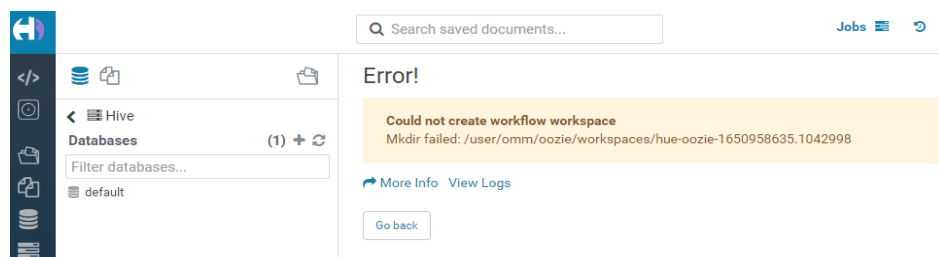 Search saved documents...
Jobs
</>
Error!
Could not create workflow workspace
Mkdir failed: /user/omm/oozie/workspaces/hue-oozie-1650958635.1042998
Hive
Databases (1)
Filter databases...
default
More Info View Logs
Go back